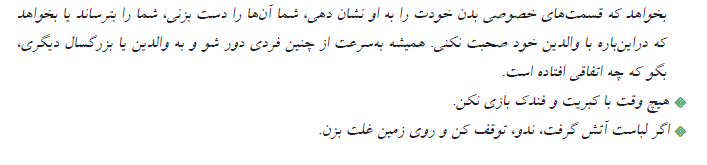 بخواهد که قسمت‌های خصوصی بدن خودت را به او نشان دهی، شما آن‌ها را دست بزنی، شما را بترساند یا بخواهد
که دراین‌باره با والدین خود صحبت نکنی. همیشه به‌سرعت از چنین فردی دور شو و به والدین یا بزرگسال دیگری،
بگو که چه اتفاقی افتاده است.
هیچ وقت با کبریت و فندک بازی نکن.
اگر لباست آتش گرفت، ندو، توقف کن و روی زمین غلت بزن.